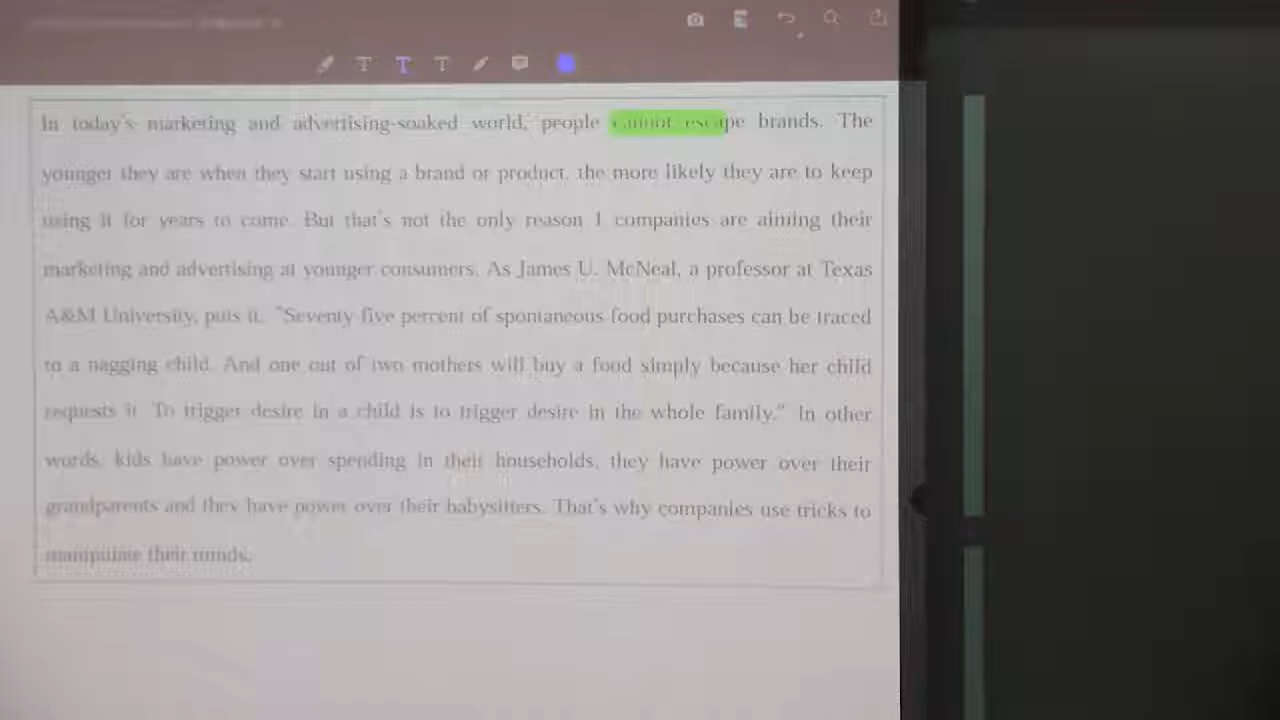 In today's marketing and advertising-soaked world, people cannot escape brands. The
younger they are when they start using a brand or product, the more likely they are to keep
using it for years to come. But that's not the only reason 1 companies are aiming their
marketing and advertising at younger consumers. As James U. McNeal, a professor at Texas
A&M University, puts it, "Seventy five percent of spontaneous food purchases can be traced
to a nagging child. And one out of two mothers will buy a food simply because her child
requests it. To trigger desire in a child is to trigger desire in the whole family." In other
words, kids have power over spending in their households, they have power over their
grandparents and they have power over their babysitters. That's why companies use tricks to
manipulate their minds.